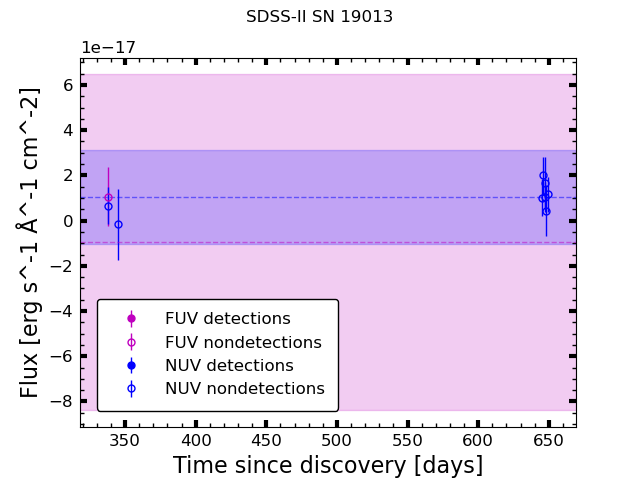 SDSS-II SN 19013
1e−17
6
4
2
0
−2
−4
−6
−8
Flux [erg s^-1 Å^-1 cm^-2]
FUV detections
FUV nondetections
NUV detections
NUV nondetections
350 400 450 500 550 600 650
Time since discovery [days]